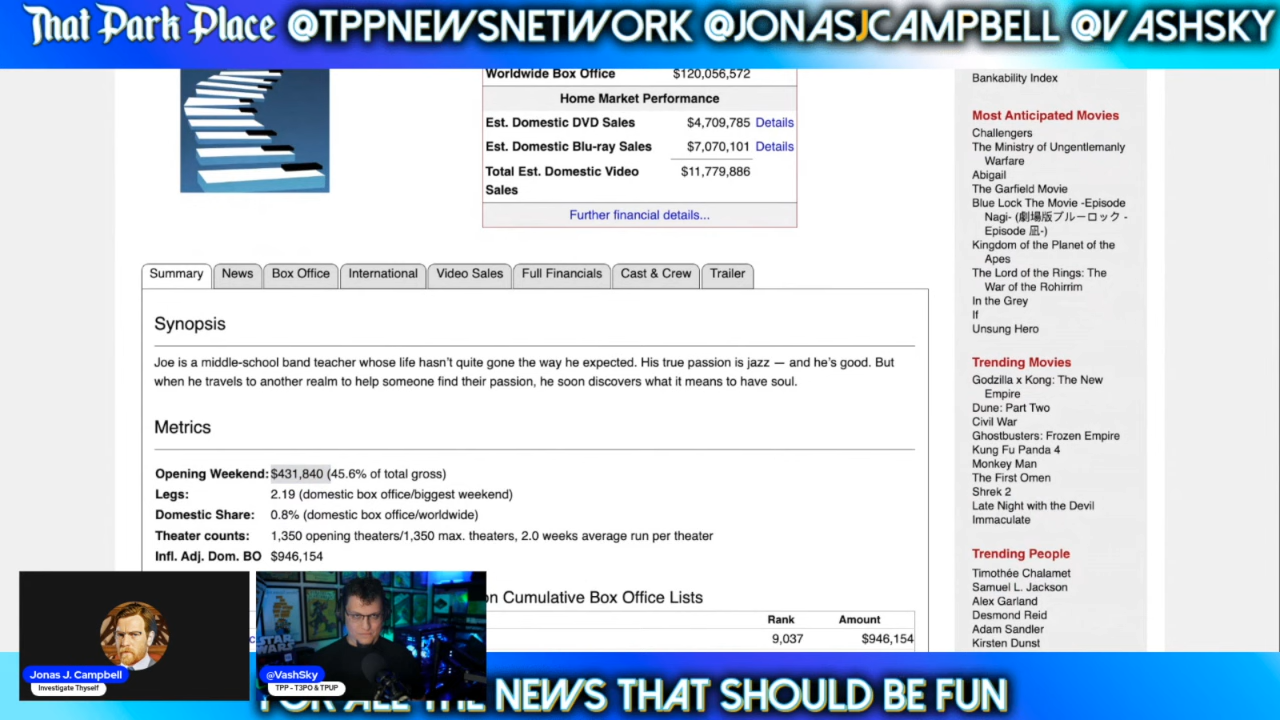 That Park Place @TPPNEWSNETWORK @JONASJCAMPBELL @VASHSKY
Worldwide Box Office $120,056,572
Home Market Performance
Est. Domestic DVD Sales $4,709,785 Details
Est. Domestic Blu-ray Sales $7,070,101 Details
Total Est. Domestic Video $11,779,886
Sales
Further financial details...
Summary News Box Office International Video Sales Full Financials Cast & Crew Trailer
Synopsis
Joe is a middle-school band teacher whose life hasn't quite gone the way he expected. His true passion is jazz — and he's good. But
when he travels to another realm to help someone find their passion, he soon discovers what it means to have soul.
Metrics
Opening Weekend: $431,840 (45.6% of total gross)
Legs: 2.19 (domestic box office/biggest weekend)
Domestic Share: 0.8% (domestic box office/worldwide)
Theater counts: 1,350 opening theaters/1,350 max. theaters, 2.0 weeks average run per theater
Infl. Adj. Dom. BO $946,154
on Cumulative Box Office Lists
Rank Amount
9,037 $946,154
Bankability Index
Most Anticipated Movies
Challengers
The Ministry of Ungentlemanly
Warfare
Abigail
The Garfield Movie
Blue Lock The Movie -Episode
Nagi- (劇場版ブルーロック -
Episode 凪-)
Kingdom of the Planet of the
Apes
The Lord of the Rings: The
War of the Rohirrim
In the Grey
If
Unsung Hero
Trending Movies
Godzilla x Kong: The New
Empire
Dune: Part Two
Civil War
Ghostbusters: Frozen Empire
Kung Fu Panda 4
Monkey Man
The First Omen
Shrek 2
Late Night with the Devil
Immaculate
Trending People
Timothée Chalamet
Samuel L. Jackson
Alex Garland
Desmond Reid
Adam Sandler
Kirsten Dunst
STAR
WARS
Jonas J. Campbell
Investigate Thyself
@VashSky
TPP - T3PO & TPUP
FOR ALL THE NEWS THAT SHOULD BE FUN